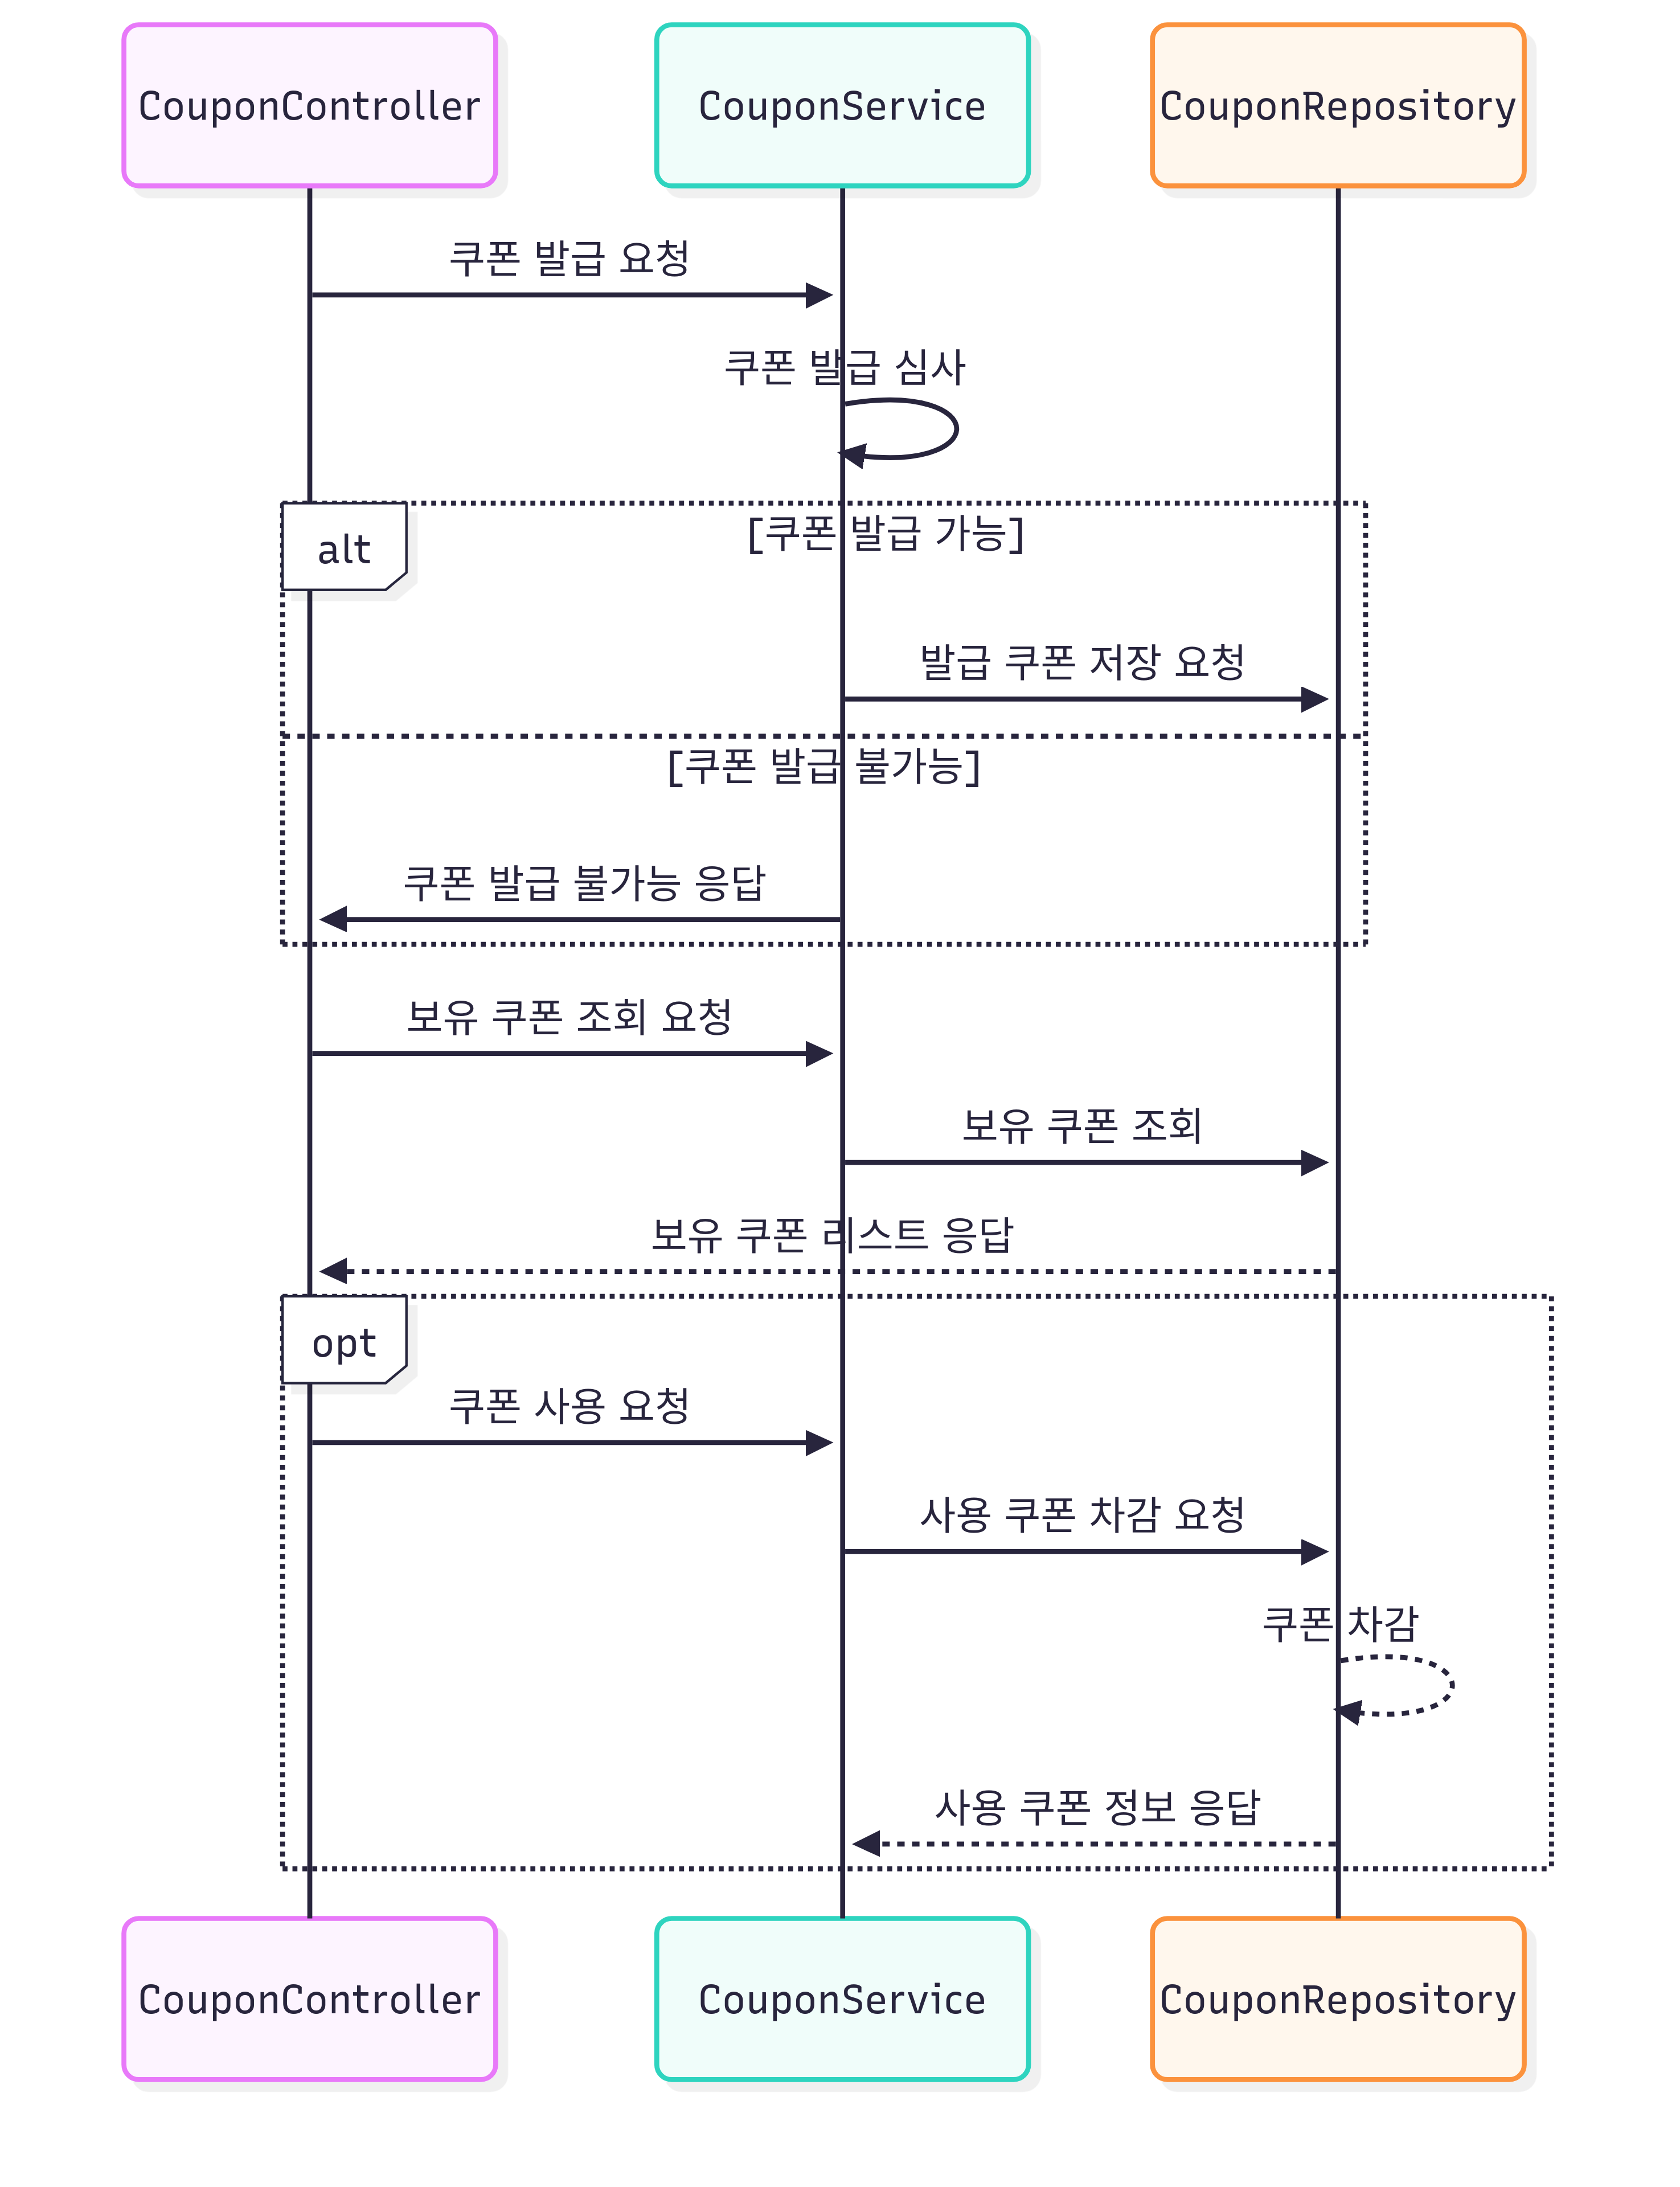 CouponController
CouponService
CouponRepository
쿠폰 발급 요청
쿠폰 발급 심사
alt
[쿠폰 발급 가능]
발급 쿠폰 저장 요청
[쿠폰 발급 불가능]
쿠폰 발급 불가능 응답
보유 쿠폰 조회 요청
보유 쿠폰 조회
보유 쿠폰 리스트 응답
opt
쿠폰 사용 요청
사용 쿠폰 차감 요청
쿠폰 차감
사용 쿠폰 정보 응답
CouponController
CouponService
CouponRepository